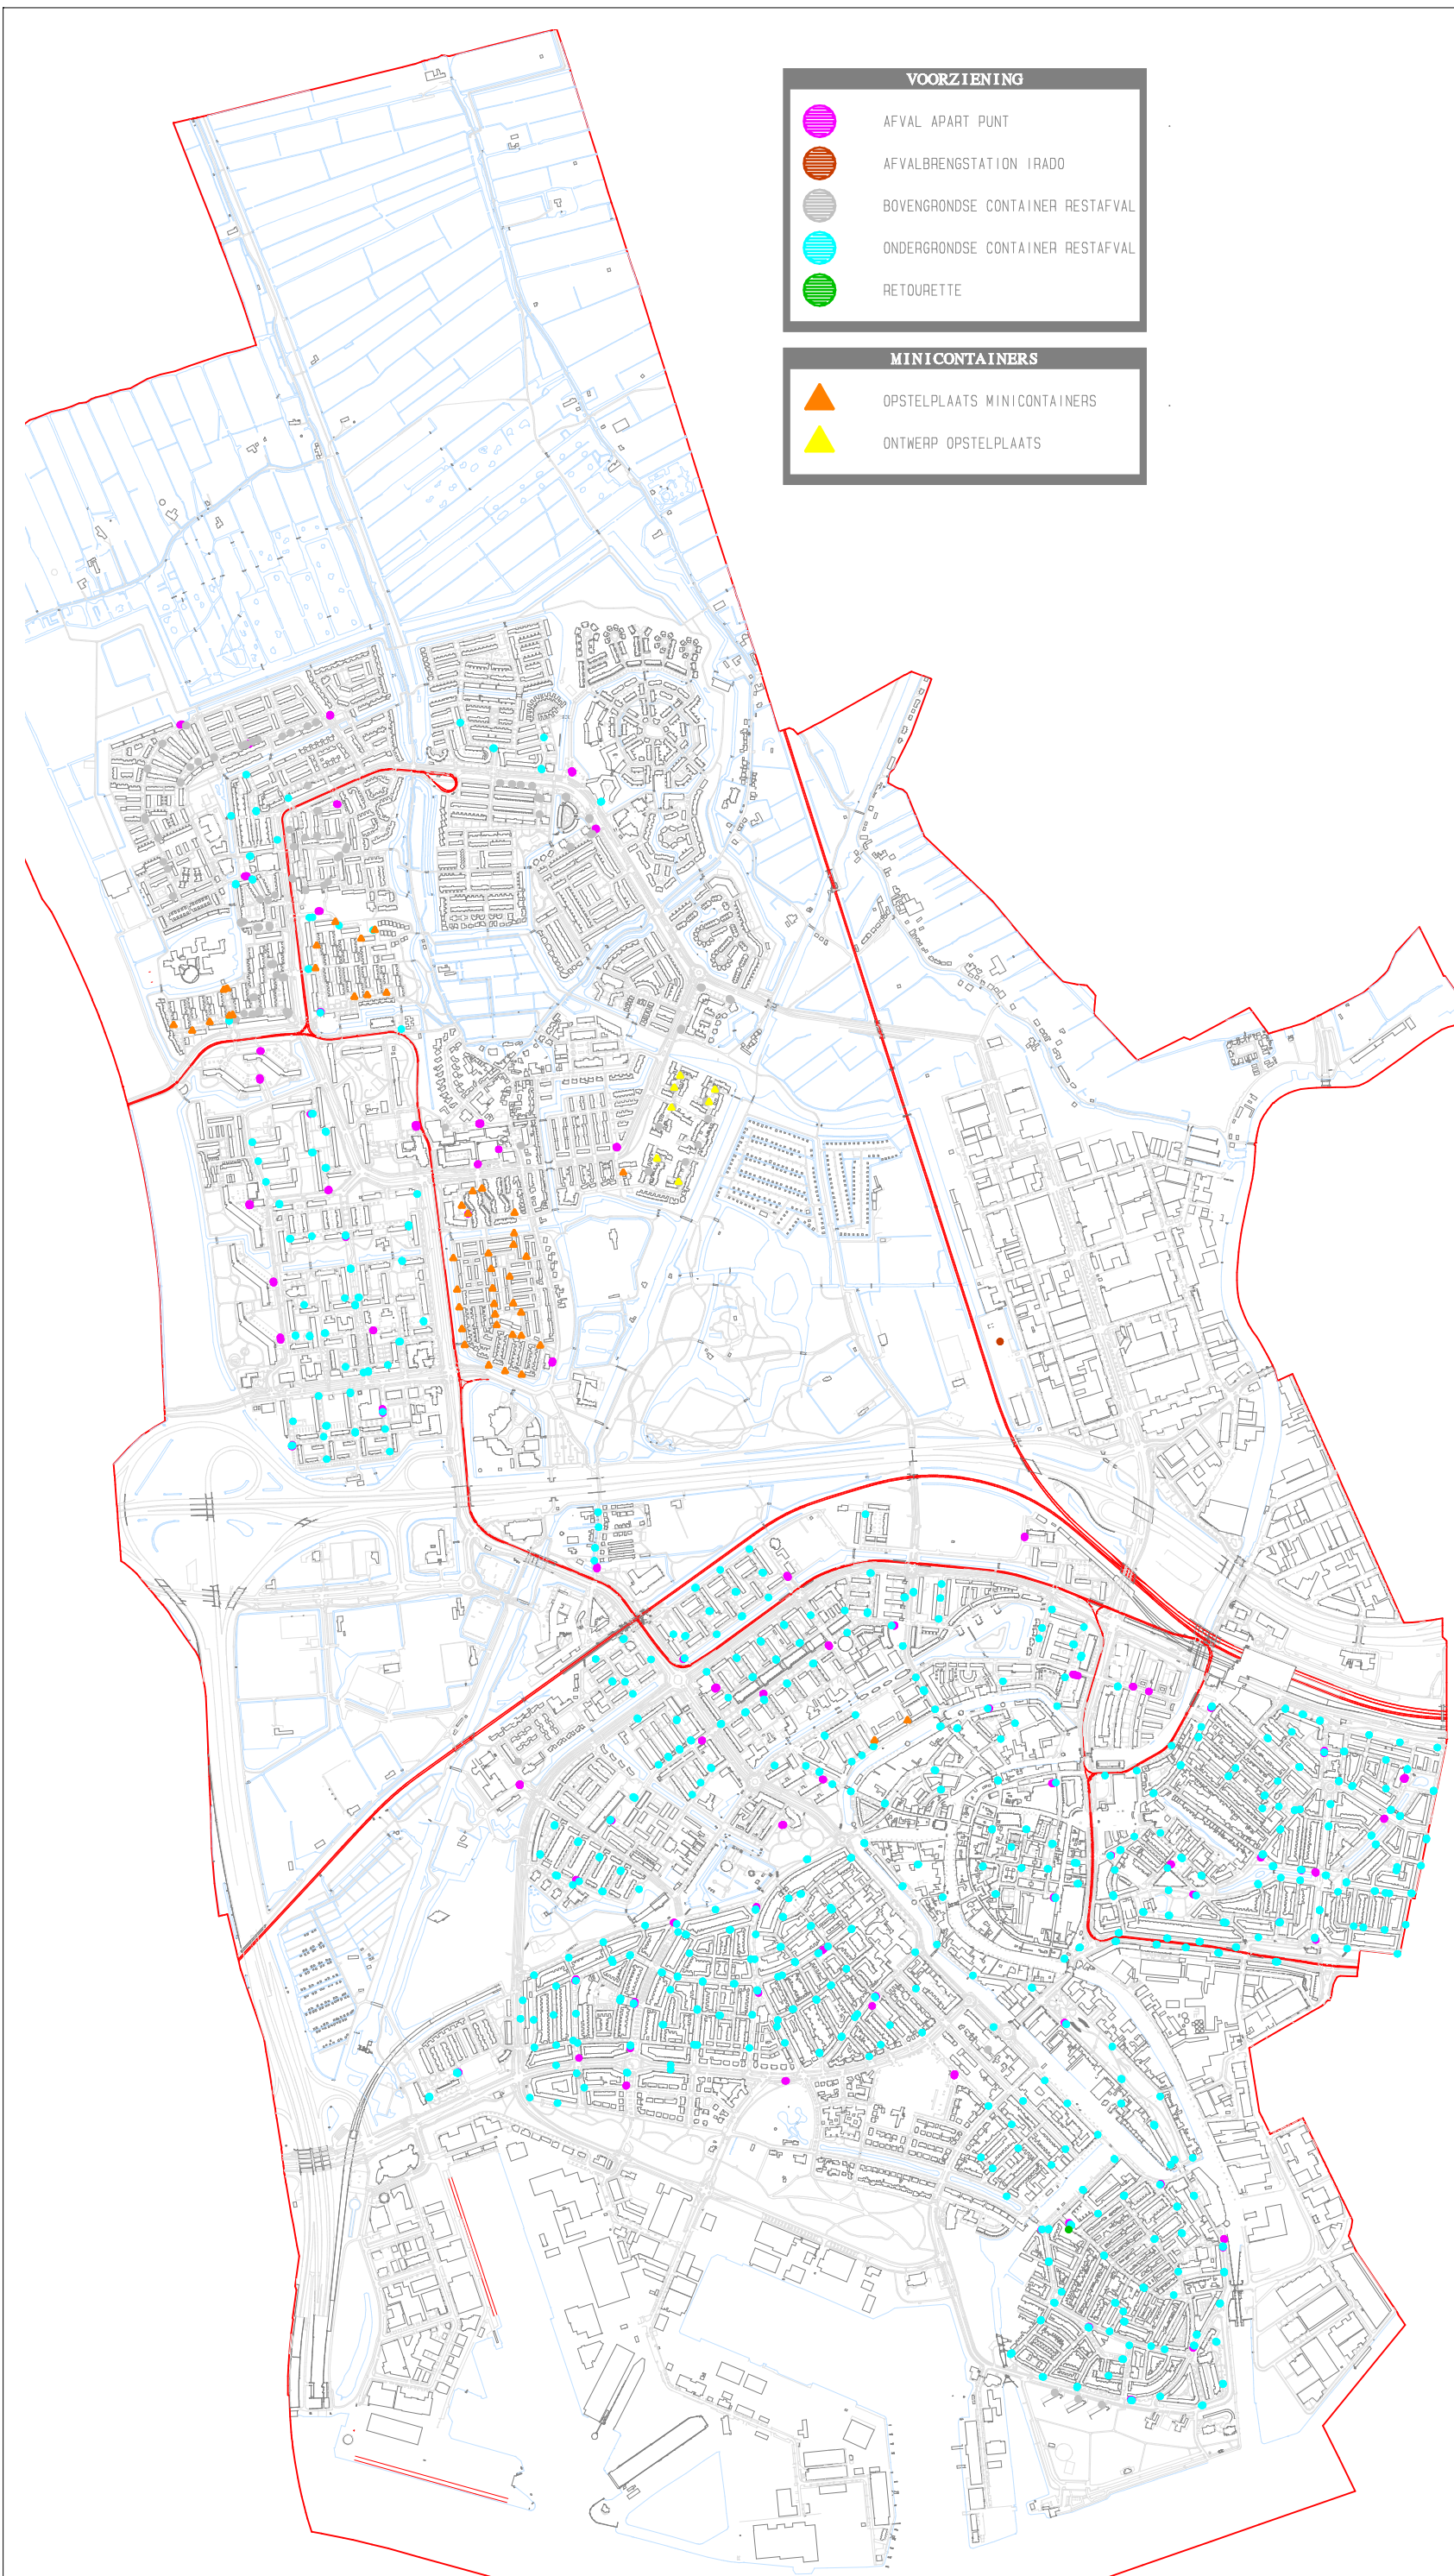 VOORZIENING
AFVAL APART PUNT
AFVALBRENGSTATION IRADO
BOVENGRONDSE CONTAINER RESTAFVAL
ONDERGRONDSE CONTAINER RESTAFVAL
RETOURETTE
MINICONTAINERS
OPSTELPLAATS MINICONTAINERS
ONTWERP OPSTELPLAATS